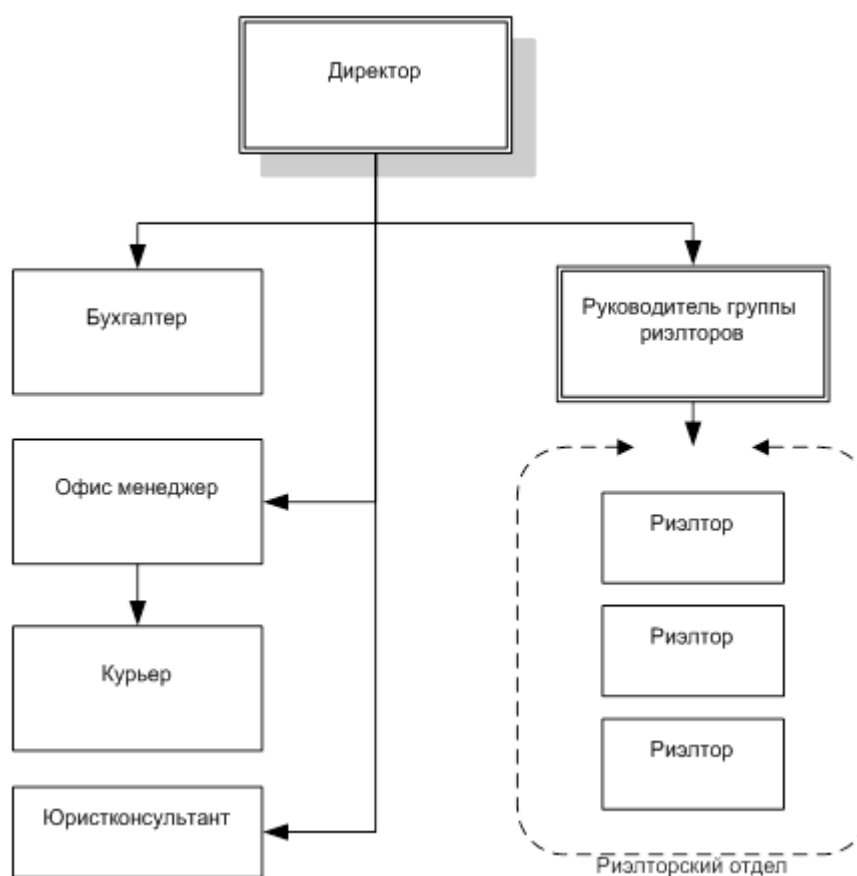 Директор
Бухгалтер
Руководитель группы
риэлторов
Офис менеджер
Риэлтор
Риэлтор
Курьер
Риэлтор
Юристконсультант
Риэлторский отдел